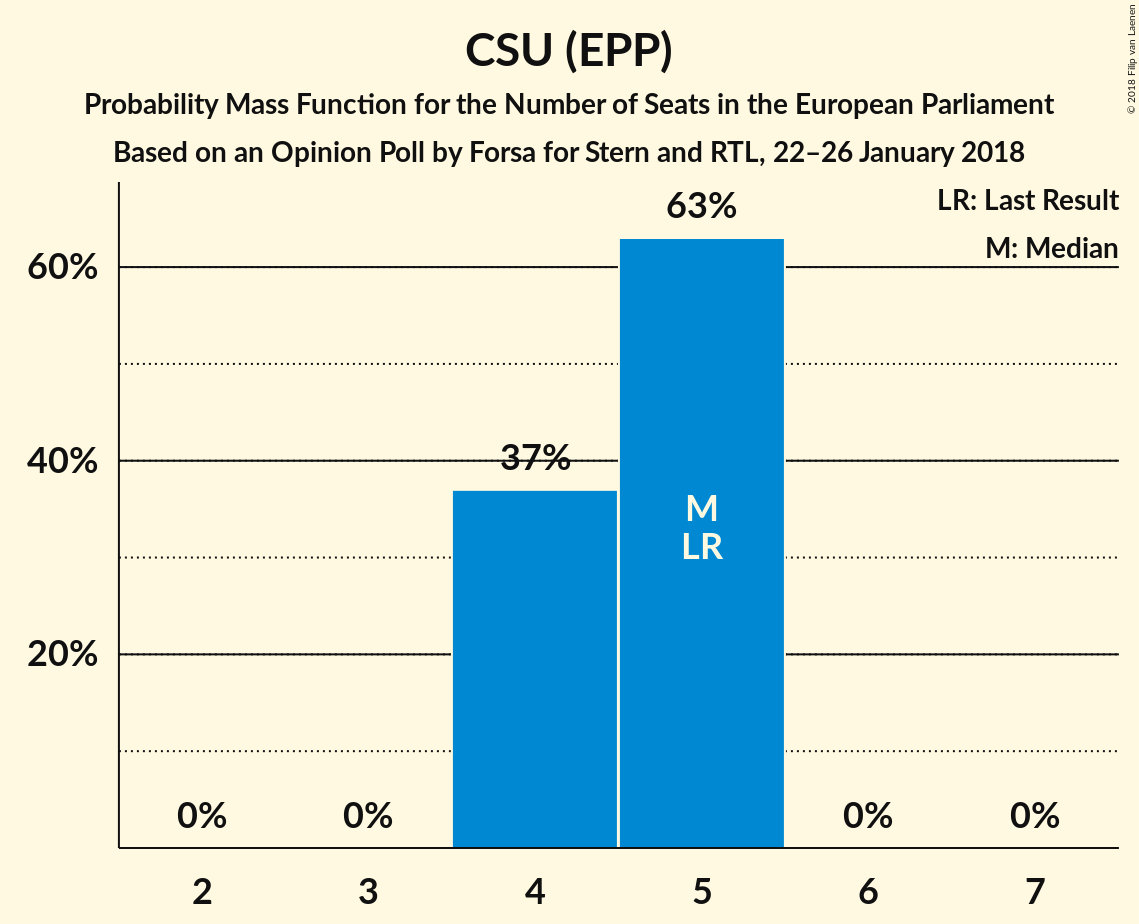 CSU (EPP)
Probability Mass Function for the Number of Seats in the European Parliament
Based on an Opinion Poll by Forsa for Stern and RTL, 22–26 January 2018
© 2018 Filip van Laenen
LR: Last Result
M: Median
63%
60%
40%
37%
M
LR
20%
0% 0% 0% 0%
2 3 4 5 6 7